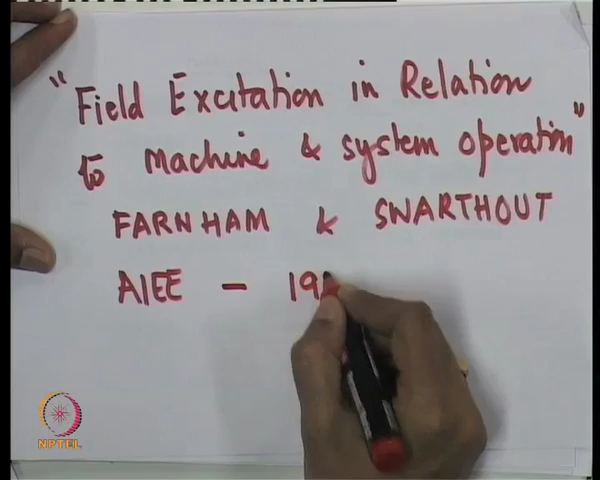 "Field Excitation in Relation
to machine & system operation"
FARNHAM & SWARTHOUT
AIEE - 19
NPTEL